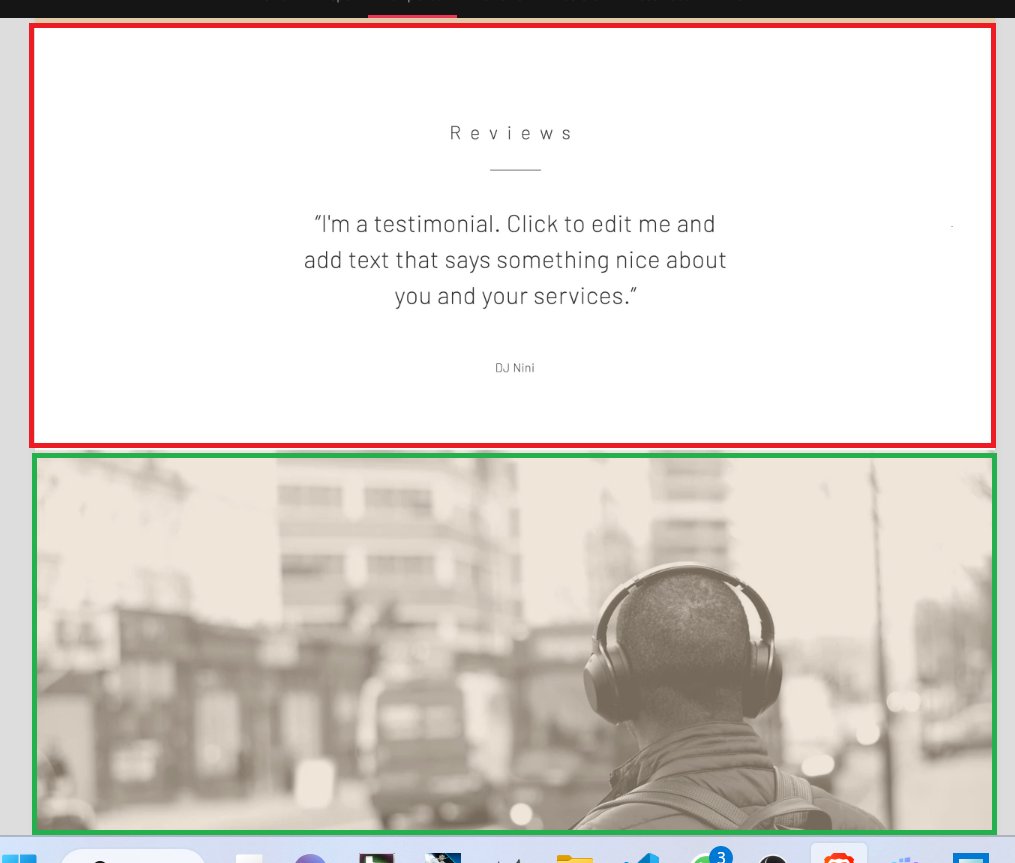 Reviews
"I'm a testimonial. Click to edit me and
add text that says something nice about
you and your services."
DJ Nini
3